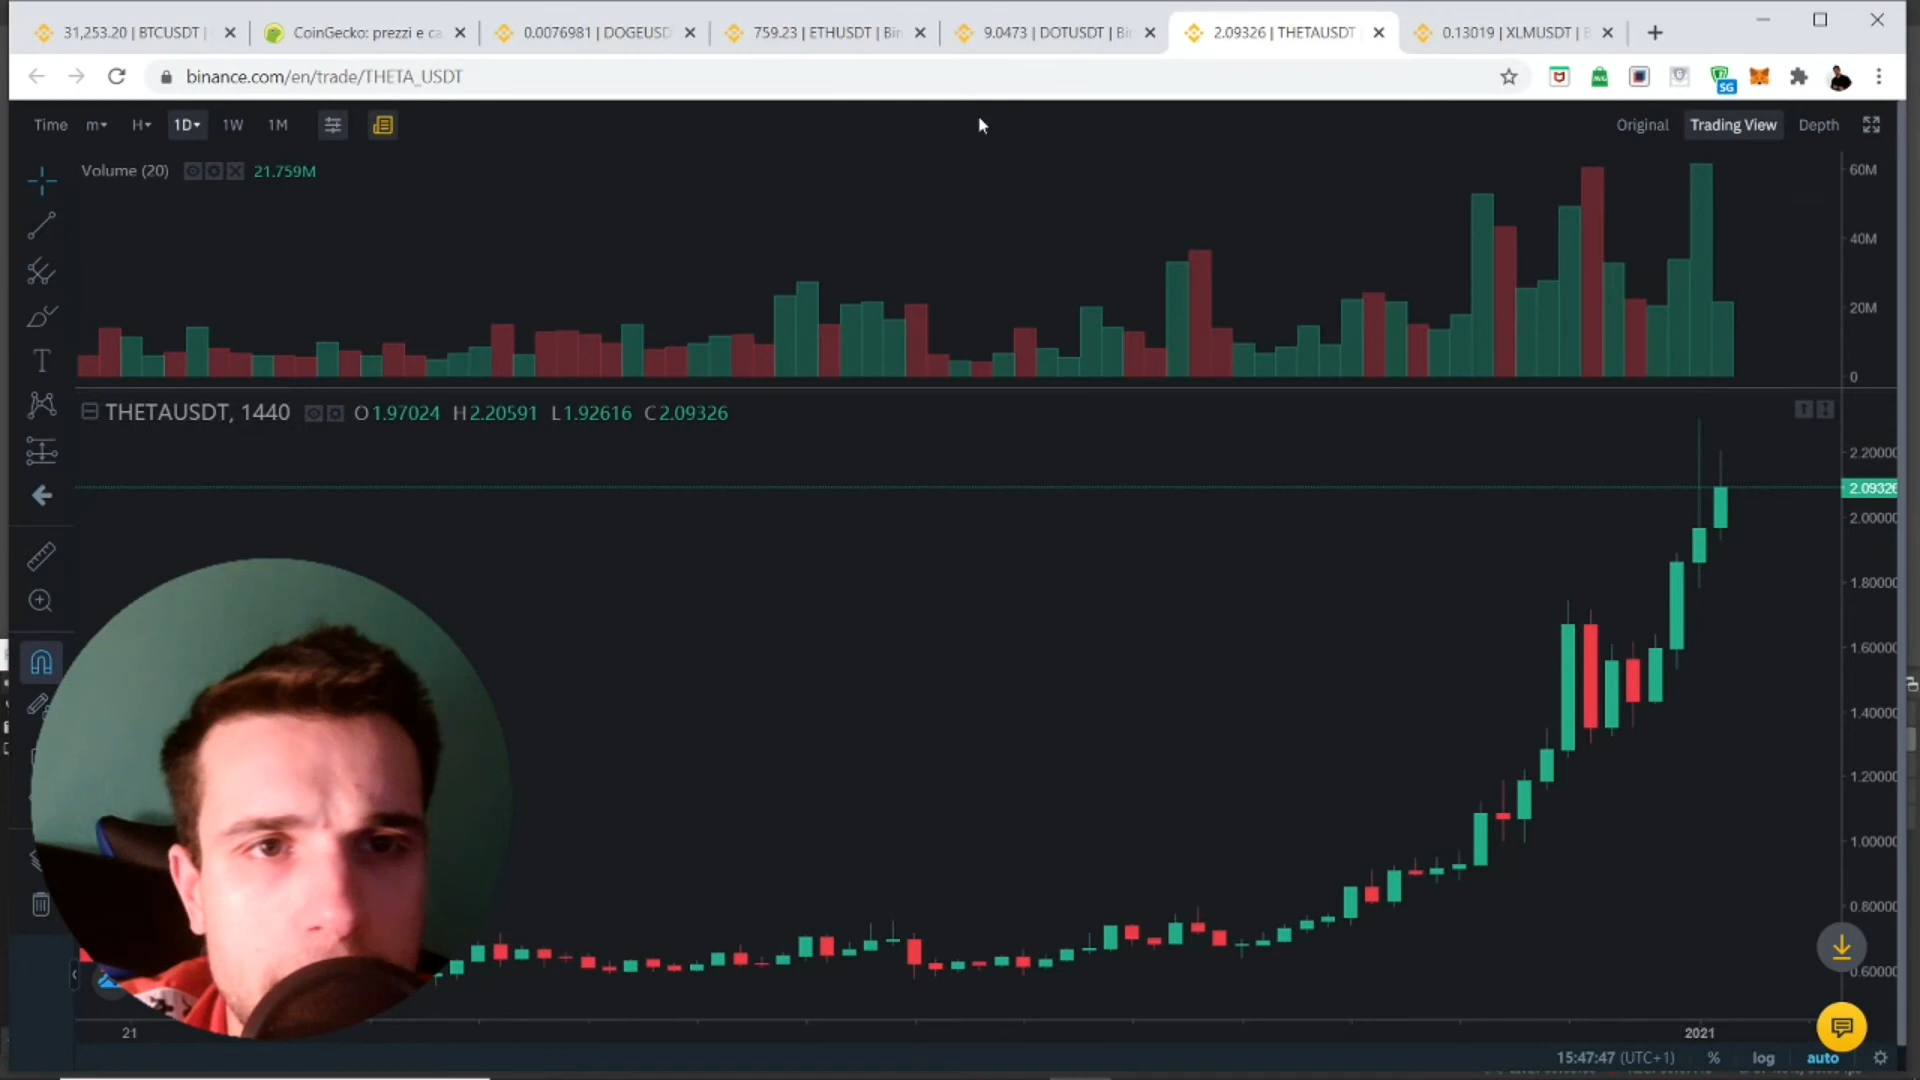 31,253.20 | BTCUSDT |
CoinGecko: prezzi e ca
0.0076981 | DOGEUSD
759.23 | ETHUSDT | Bin
9.0473 | DOTUSDT | Bi
2.09326 | THETAUSDT
0.13019 | XLMUSDT | B
binance.com/en/trade/THETA_USDT
SG
Time m H 1D 1W 1M
Original Trading View Depth
Volume (20) 21.759M
60M
40M
20M
0
THETAUSDT, 1440 O1.97024 H2.20591 L1.92616 C2.09326
2.20000
2.09326
2.00000
1.80000
1.60000
1.40000
1.20000
1.00000
0.80000
0.60000
21 2021
15:47:47 (UTC+1) % log auto